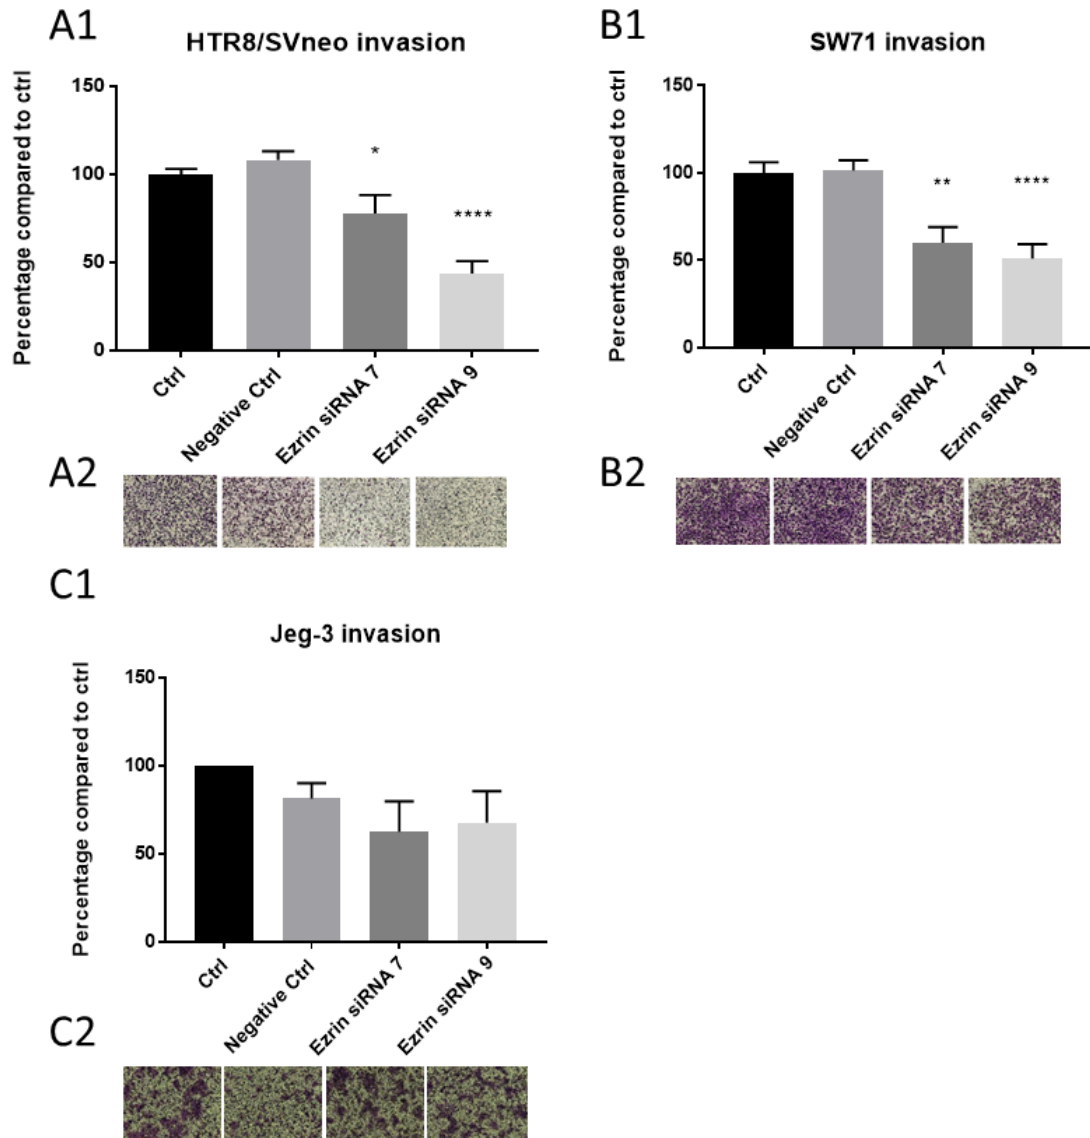 A1
HTR8/SVneo invasion
Percentage compared to ctrl
150
100
50
0
*
****
Ctrl
Negative Ctrl
Ezrin siRNA 7
Ezrin siRNA 9
A2
B1
SW71 invasion
Percentage compared to ctrl
150
100
50
0
**
****
Ctrl
Negative Ctrl
Ezrin siRNA 7
Ezrin siRNA 9
B2
C1
Jeg-3 invasion
Percentage compared to ctrl
150
100
50
0
Ctrl
Negative Ctrl
Ezrin siRNA 7
Ezrin siRNA 9
C2